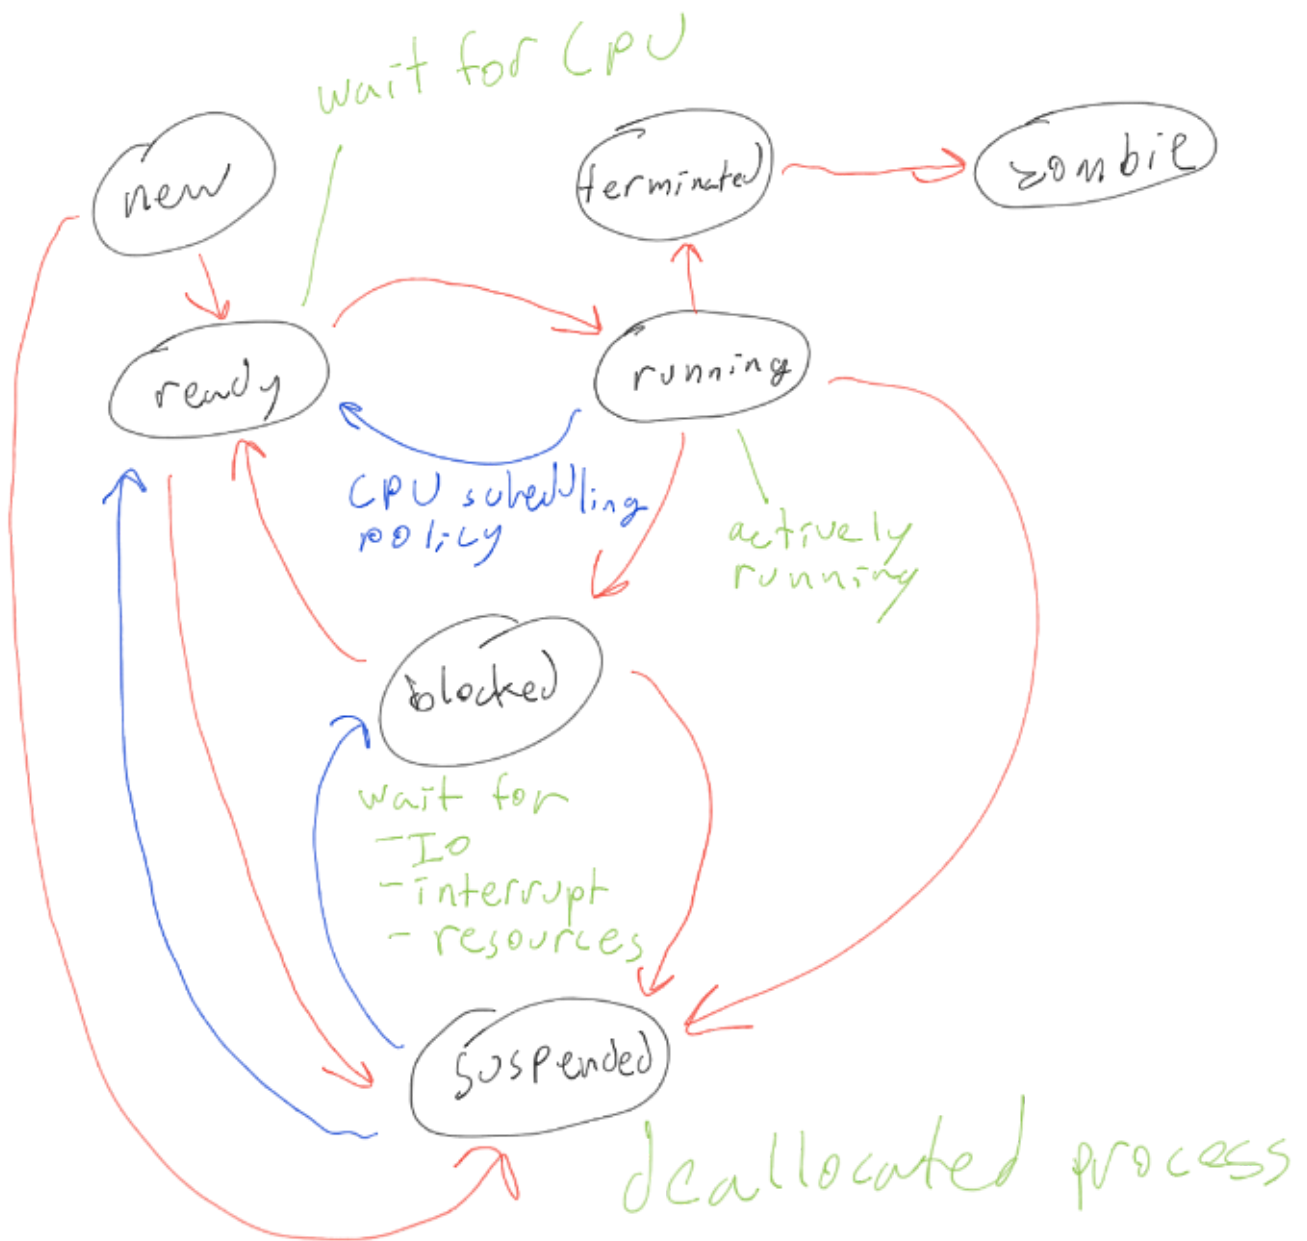 wait for CPU
new
terminated
zombie
ready
running
CPU scheduling
policy
actively
running
blocked
wait for
- IO
- interrupt
- resources
suspended
deallocated process